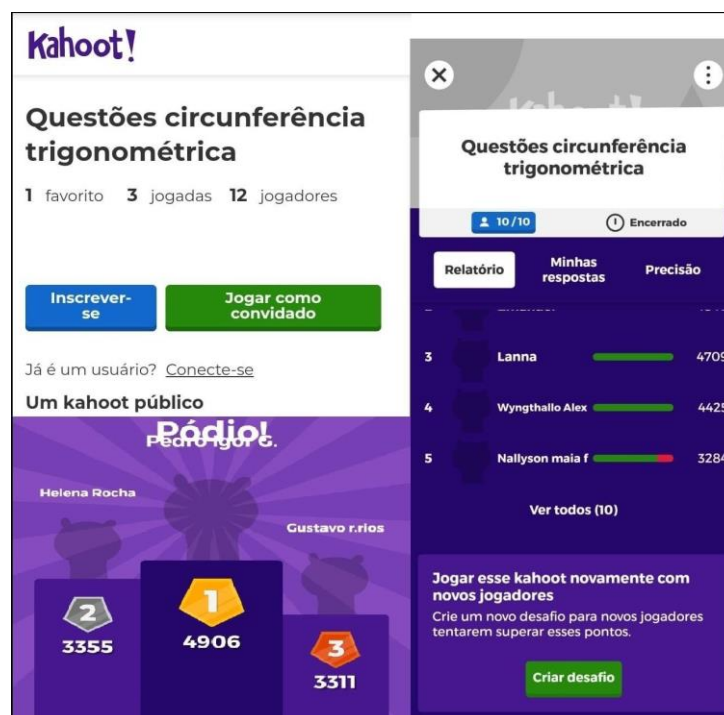 Kahoot!
Questões circunferência
trigonométrica
1 favorito 3 jogadas 12 jogadores
Inscrever-
se
Jogar como
convidado
Já é um usuário? Conecte-se
Um kahoot público
Pódio!
Pedro Igor G.
Helena Rocha
Gustavo r.rios
2
3355
1
4906
3
3311
Questões circunferência
trigonométrica
10/10
Encerrado
Relatório
Minhas
respostas
Precisão
3 Lanna 4709
4 Wyngthallo Alex 4425
5 Nallyson maia f 3284
Ver todos (10)
Jogar esse kahoot novamente com
novos jogadores
Crie um novo desafio para novos jogadores
tentarem superar esses pontos.
Criar desafio